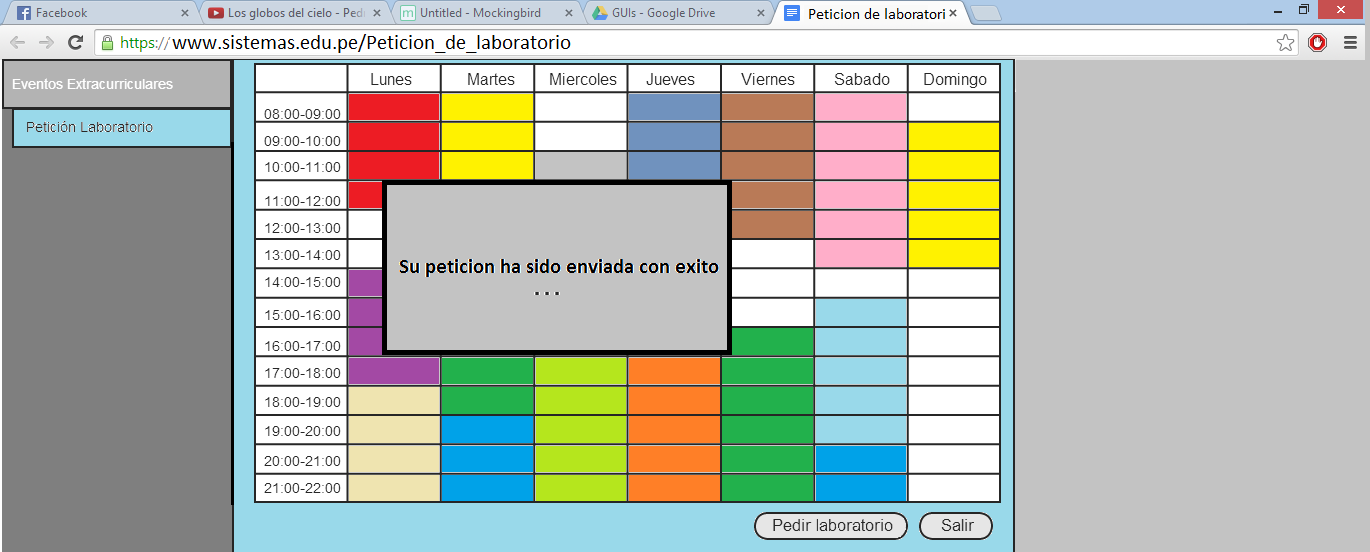 Facebook
Los globos del cielo - Ped
Untitled - Mockingbird
GUIs - Google Drive
Peticion de laboratori
https://www.sistemas.edu.pe/Peticion_de_laboratorio
Eventos Extracurriculares
Petición Laboratorio
Lunes Martes Miercoles Jueves Viernes Sabado Domingo
08:00-09:00
09:00-10:00
10:00-11:00
11:00-12:00
12:00-13:00
13:00-14:00
14:00-15:00
15:00-16:00
16:00-17:00
17:00-18:00
18:00-19:00
19:00-20:00
20:00-21:00
21:00-22:00
Su peticion ha sido enviada con exito
. . .
Pedir laboratorio
Salir